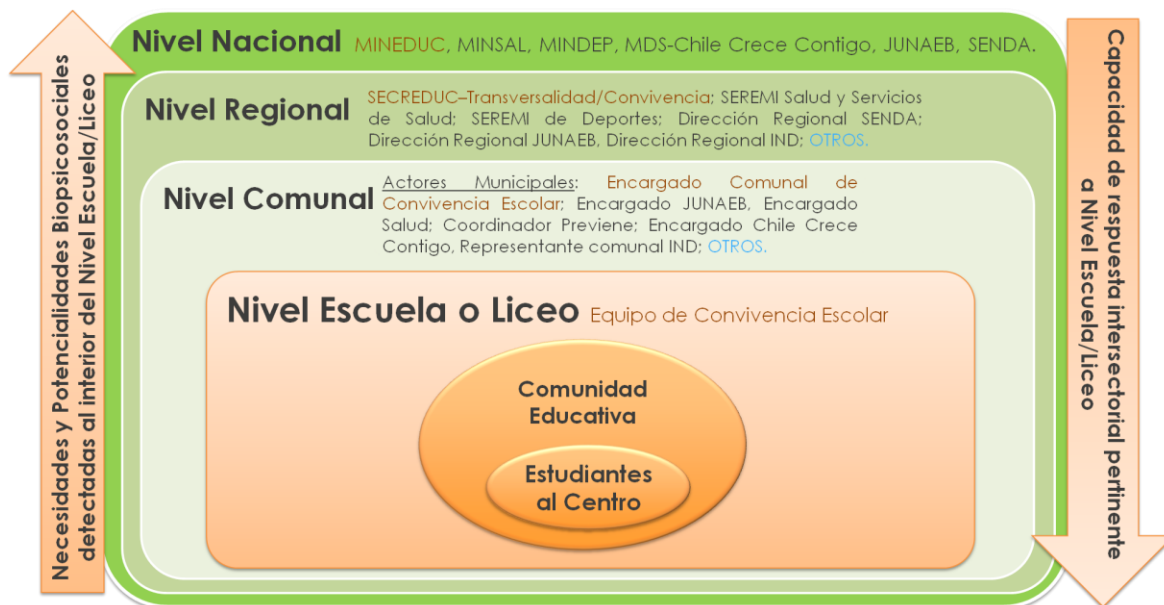 Necesidades y Potencialidades Biopsicosociales
detectadas al interior del Nivel Escuela/Liceo
Nivel Nacional MINEDUC, MINSAL, MINDEP, MDS-Chile Crece Contigo, JUNAEB, SENDA.
Nivel Regional SECREDUC–Transversalidad/Convivencia; SEREMI Salud y Servicios
de Salud; SEREMI de Deportes; Dirección Regional SENDA;
Dirección Regional JUNAEB, Dirección Regional IND; OTROS.
Nivel Comunal Actores Municipales: Encargado Comunal de
Convivencia Escolar; Encargado JUNAEB, Encargado
Salud; Coordinador Previene; Encargado Chile Crece
Contigo, Representante comunal IND; OTROS.
Nivel Escuela o Liceo Equipo de Convivencia Escolar
Comunidad
Educativa
Estudiantes
al Centro
Capacidad de respuesta intersectorial pertinente
a Nivel Escuela/Liceo